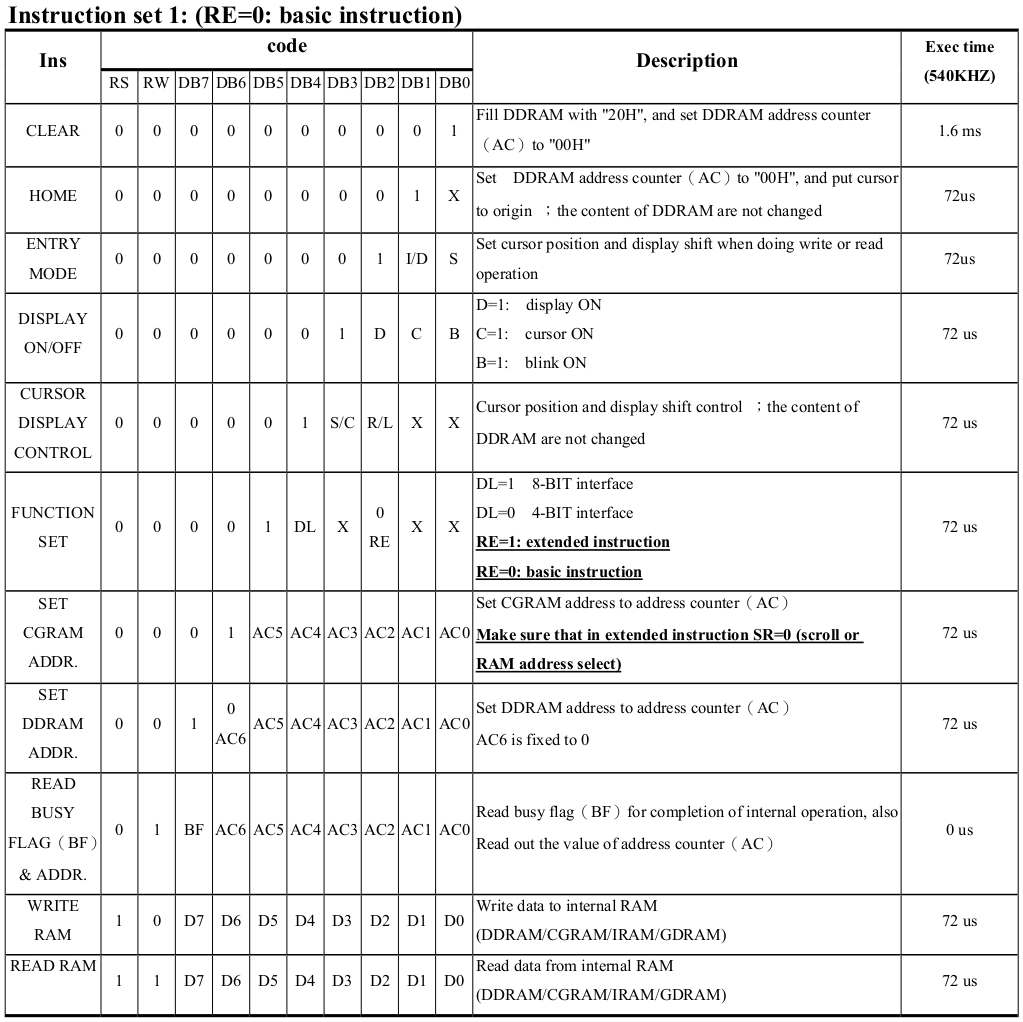 Instruction set 1: (RE=0: basic instruction)
Ins code Description Exec time (540KHZ)
RS RW DB7 DB6 DB5 DB4 DB3 DB2 DB1 DB0
CLEAR 0 0 0 0 0 0 0 0 0 1 Fill DDRAM with "20H", and set DDRAM address counter
（AC）to "00H" 1.6 ms
HOME 0 0 0 0 0 0 0 0 1 X Set DDRAM address counter（AC）to "00H", and put cursor
to origin ；the content of DDRAM are not changed 72us
ENTRY
MODE 0 0 0 0 0 0 0 1 I/D S Set cursor position and display shift when doing write or read
operation 72us
DISPLAY
ON/OFF 0 0 0 0 0 0 1 D C B D=1: display ON
C=1: cursor ON
B=1: blink ON 72 us
CURSOR
DISPLAY
CONTROL 0 0 0 0 0 1 S/C R/L X X Cursor position and display shift control ；the content of
DDRAM are not changed 72 us
FUNCTION
SET 0 0 0 0 1 DL X 0
RE X X DL=1 8-BIT interface
DL=0 4-BIT interface
RE=1: extended instruction
RE=0: basic instruction 72 us
SET
CGRAM
ADDR. 0 0 0 1 AC5 AC4 AC3 AC2 AC1 AC0 Set CGRAM address to address counter（AC）
Make sure that in extended instruction SR=0 (scroll or
RAM address select) 72 us
SET
DDRAM
ADDR. 0 0 1 0
AC6 AC5 AC4 AC3 AC2 AC1 AC0 Set DDRAM address to address counter（AC）
AC6 is fixed to 0 72 us
READ
BUSY
FLAG（BF）
& ADDR. 0 1 BF AC6 AC5 AC4 AC3 AC2 AC1 AC0 Read busy flag（BF）for completion of internal operation, also
Read out the value of address counter（AC） 0 us
WRITE
RAM 1 0 D7 D6 D5 D4 D3 D2 D1 D0 Write data to internal RAM
(DDRAM/CGRAM/IRAM/GDRAM) 72 us
READ RAM 1 1 D7 D6 D5 D4 D3 D2 D1 D0 Read data from internal RAM
(DDRAM/CGRAM/IRAM/GDRAM) 72 us